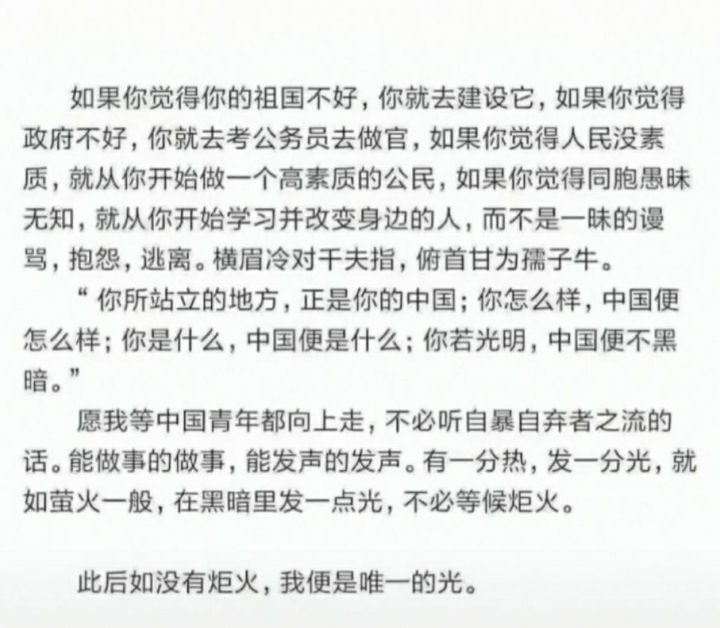 如果你觉得你的祖国不好，你就去建设它，如果你觉得
政府不好，你就去考公务员去做官，如果你觉得人民没素
质，就从你开始做一个高素质的公民，如果你觉得同胞愚昧
无知，就从你开始学习并改变身边的人，而不是一昧的谩
骂，抱怨，逃离。横眉冷对千夫指，俯首甘为孺子牛。
“你所站立的地方，正是你的中国；你怎么样，中国便
怎么样；你是什么，中国便是什么；你若光明，中国便不黑
暗。”
愿我等中国青年都向上走，不必听自暴自弃者之流的
话。能做事的做事，能发声的发声。有一分热，发一分光，就
如萤火一般，在黑暗里发一点光，不必等候炬火。
此后如没有炬火，我便是唯一的光。